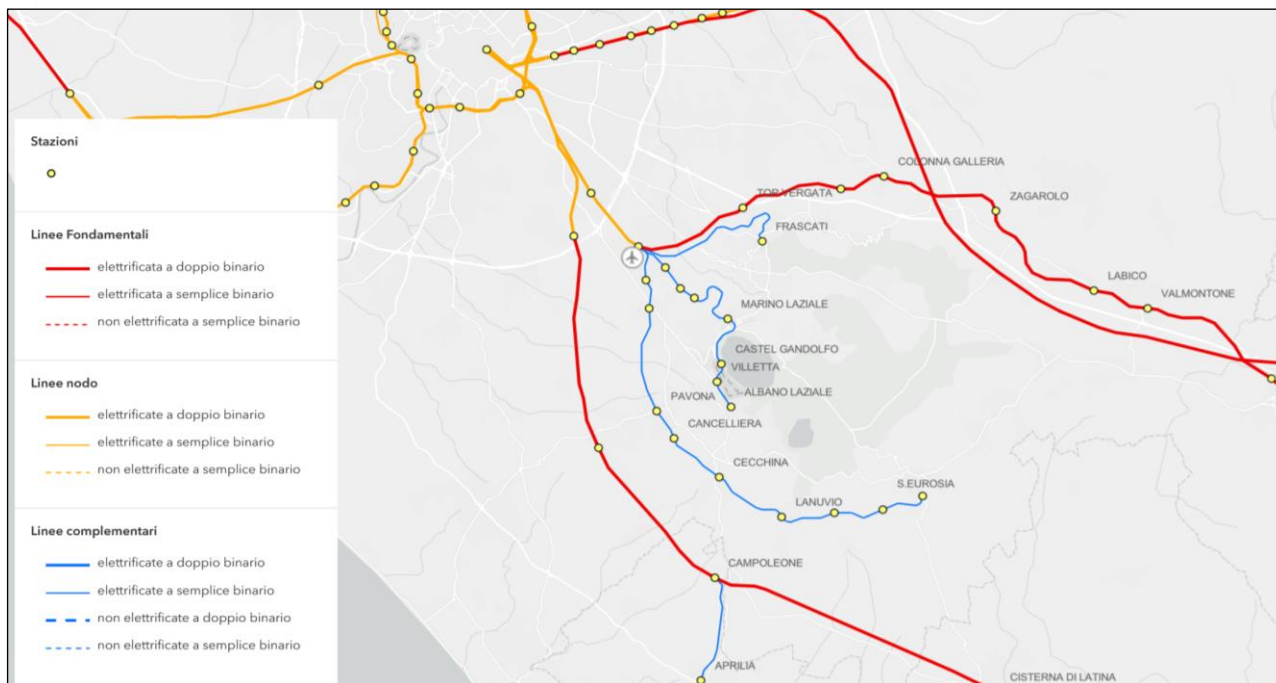 Stazioni
Linee Fondamentali
elettrificata a doppio binario
elettrificata a semplice binario
non elettrificata a semplice binario
Linee nodo
elettrificate a doppio binario
elettrificate a semplice binario
non elettrificate a semplice binario
Linee complementari
elettrificate a doppio binario
elettrificate a semplice binario
non elettrificate a doppio binario
non elettrificate a semplice binario
COLONNA GALLERIA
TOR VERGATA
ZAGAROLO
FRASCATI
LABICO
VALMONTONE
MARINO LAZIALE
CASTEL GANDOLFO
VILLETTA
ALBANO LAZIALE
PAVONA
CANCELLIERA
CECCHINA
S.EUROSIA
LANUVIO
CAMPOLEONE
APRILIA
CISTERNA DI LATINA